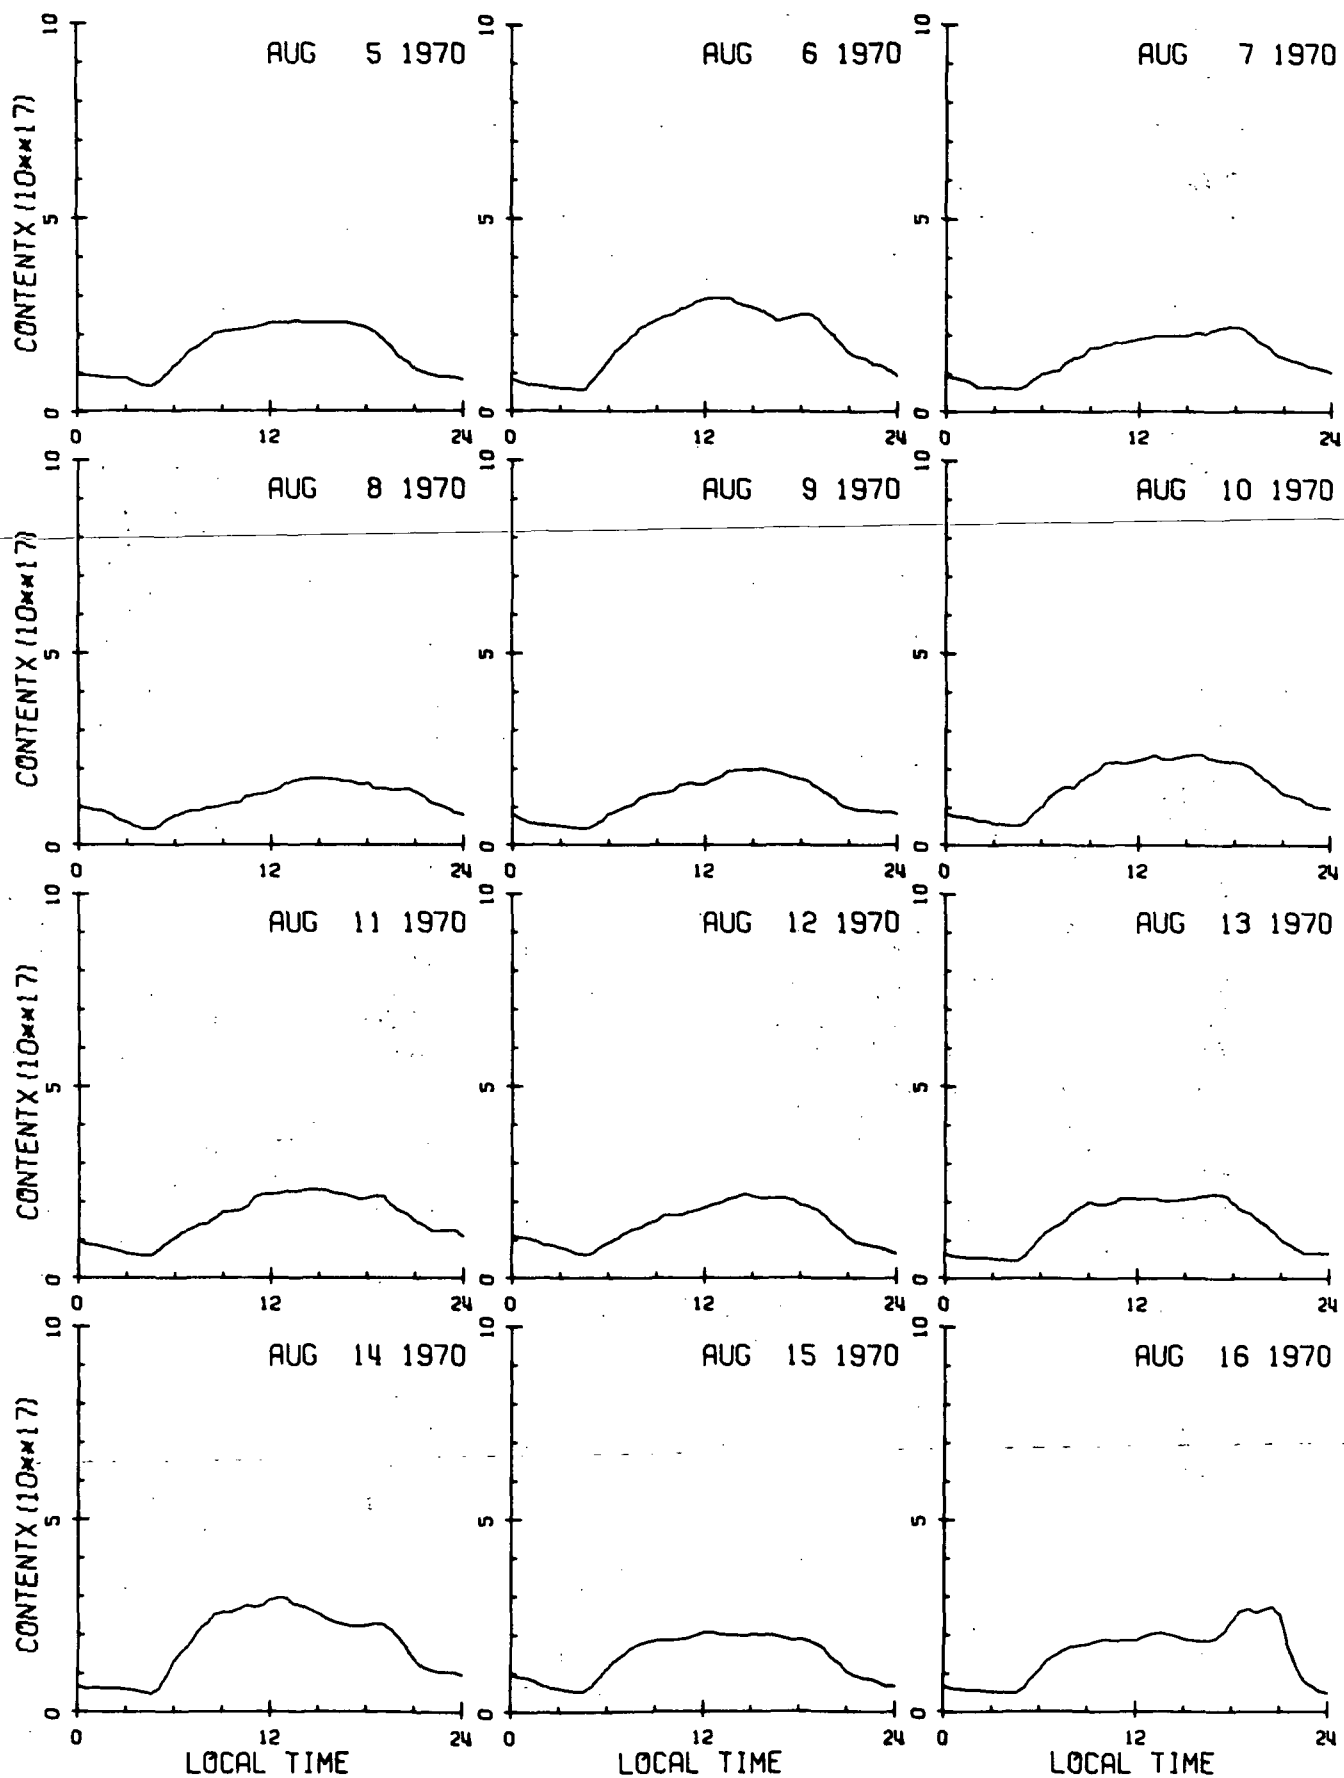 10 10 10
AUG 5 1970 AUG 6 1970 AUG 7 1970
CONTENTX (10**17)
5 5 5
0 0 0
0 12 24 0 12 24 0 12 24
10 10 10
AUG 8 1970 AUG 9 1970 AUG 10 1970
CONTENTX (10**17)
5 5 5
0 0 0
0 12 24 0 12 24 0 12 24
10 10 10
AUG 11 1970 AUG 12 1970 AUG 13 1970
CONTENTX (10**17)
5 5 5
0 0 0
0 12 24 0 12 24 0 12 24
10 10 10
AUG 14 1970 AUG 15 1970 AUG 16 1970
CONTENTX (10**17)
5 5 5
0 0 0
0 12 24 0 12 24 0 12 24
LOCAL TIME LOCAL TIME LOCAL TIME